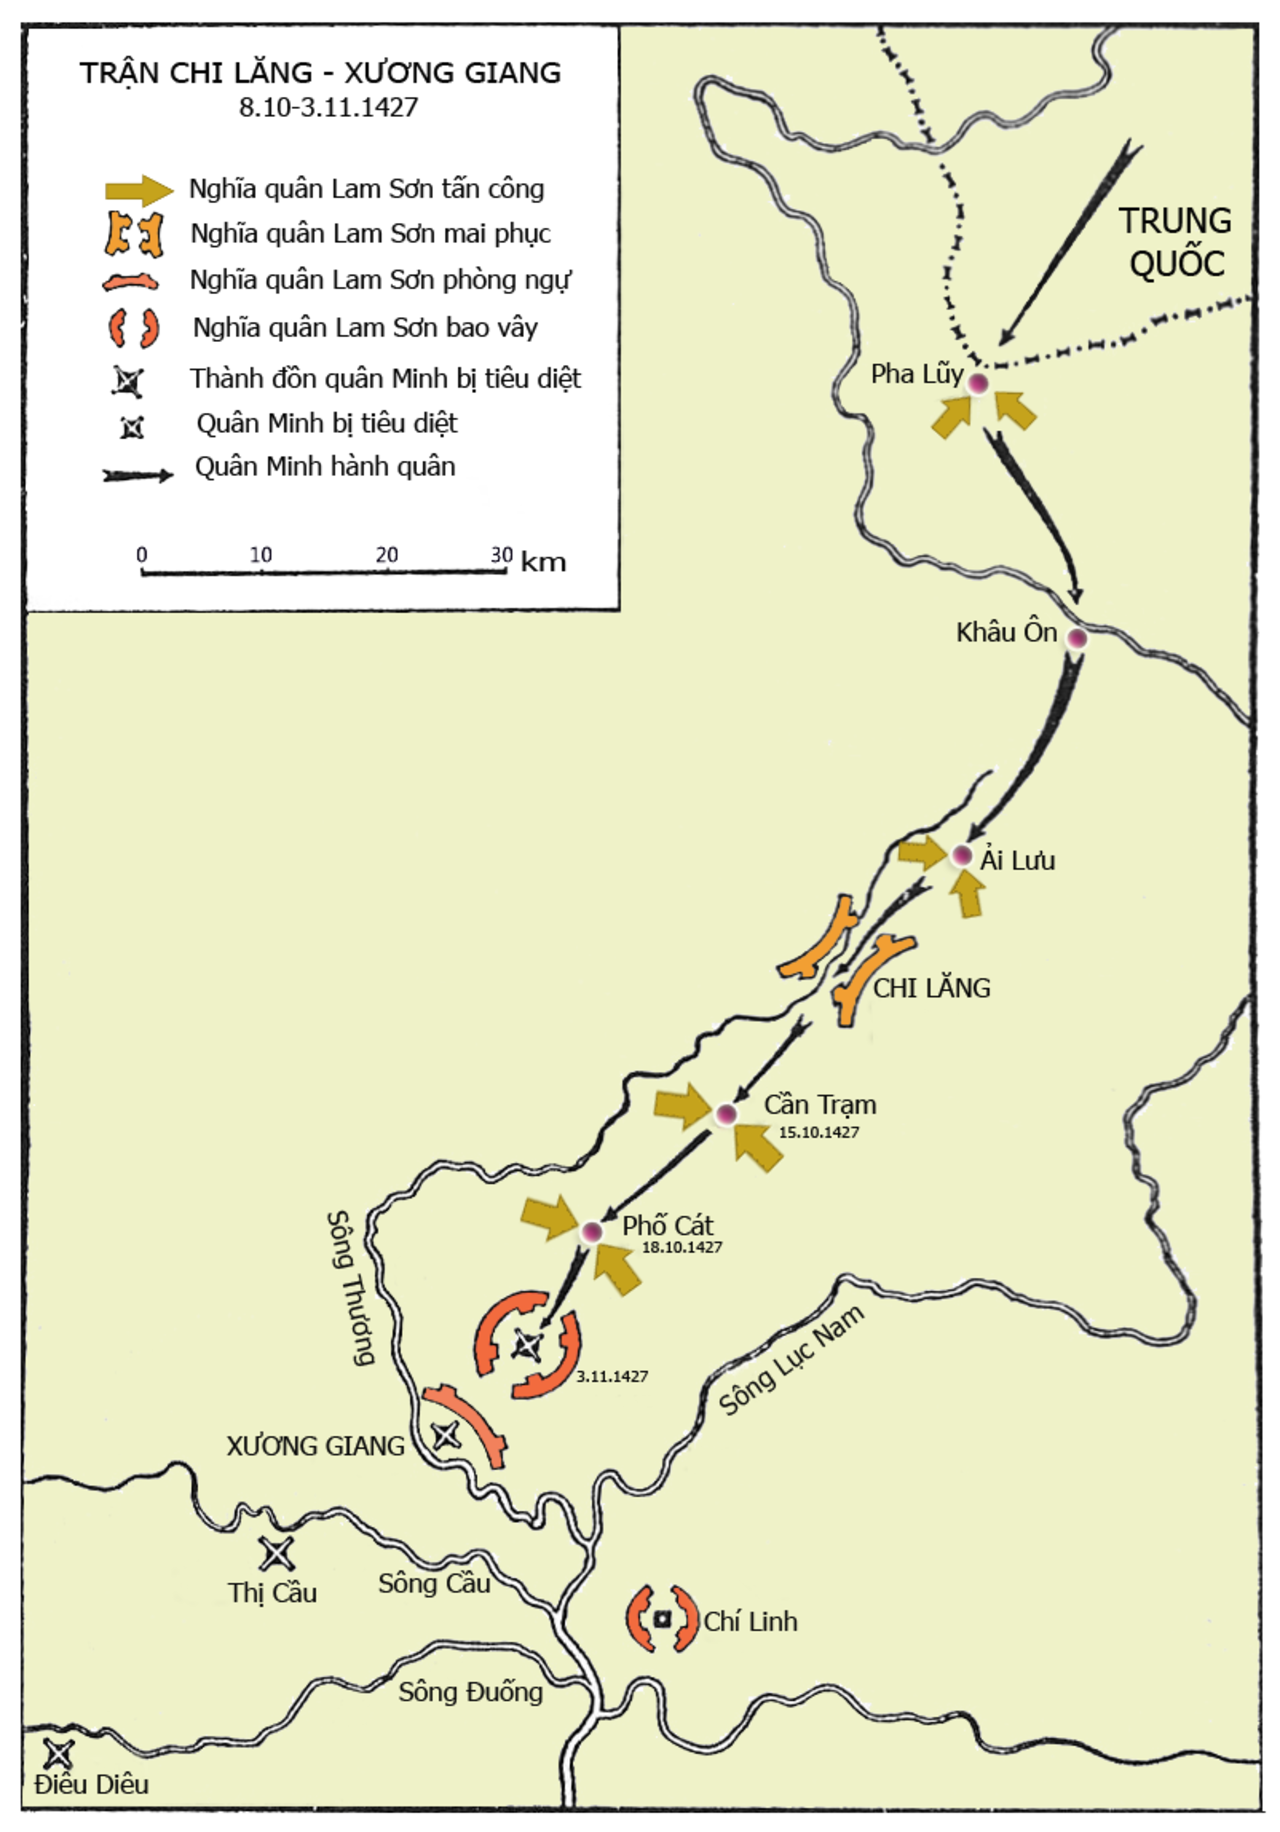 TRẬN CHI LĂNG - XƯƠNG GIANG
8.10-3.11.1427
Nghĩa quân Lam Sơn tấn công
Nghĩa quân Lam Sơn mai phục
Nghĩa quân Lam Sơn phòng ngự
Nghĩa quân Lam Sơn bao vây
Thành đồn quân Minh bị tiêu diệt
Quân Minh bị tiêu diệt
Quân Minh hành quân
0 10 20 30 km
TRUNG
QUỐC
Pha Lũy
Khâu Ôn
Ải Lưu
CHI LĂNG
Cần Trạm
15.10.1427
Phố Cát
18.10.1427
Sông Thương
3.11.1427
Sông Lục Nam
XƯƠNG GIANG
Thị Cầu
Sông Cầu
Chí Linh
Sông Đuống
Điêu Diêu